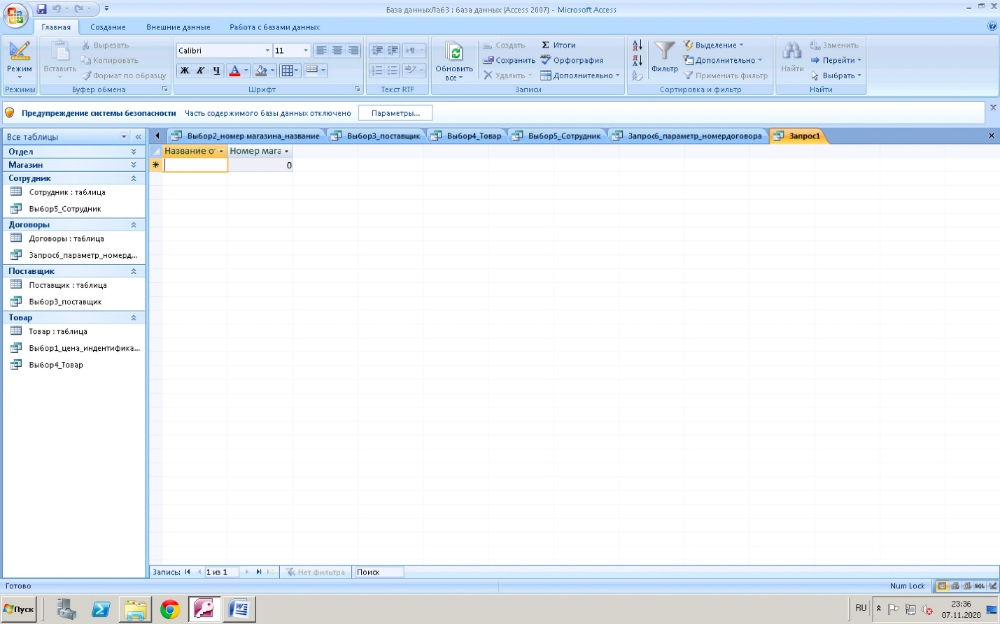 База данныхЛаб3 : база данных (Access 2007) - Microsoft Access
Главная Создание Внешние данные Работа с базами данных
Режим
Режимы
Вставить
Вырезать
Копировать
Формат по образцу
Буфер обмена
Calibri 11
Ж К Ч
Шрифт
Текст RTF
Обновить
все
Создать
Сохранить
Удалить
Итоги
Орфография
Дополнительно
Записи
Фильтр
Выделение
Дополнительно
Применить фильтр
Сортировка и фильтр
Найти
Заменить
Перейти
Выбрать
Найти
Предупреждение системы безопасности Часть содержимого базы данных отключено Параметры...
Все таблицы
Отдел
Магазин
Сотрудник
Сотрудник : таблица
Выбор5_Сотрудник
Договоры
Договоры : таблица
Запрос6_параметр_номерд...
Поставщик
Поставщик : таблица
Выбор3_поставщик
Товар
Товар : таблица
Выбор1_цена_индентифика...
Выбор4_Товар
Выбор2_номер магазина_название Выбор3_поставщик Выбор4_Товар Выбор5_Сотрудник Запрос6_параметр_номердоговора Запрос1
Название о Номер мага
0
Запись: 1 из 1 Нет фильтра Поиск
Готово Num Lock SQL
Пуск RU 23:36
07.11.2020